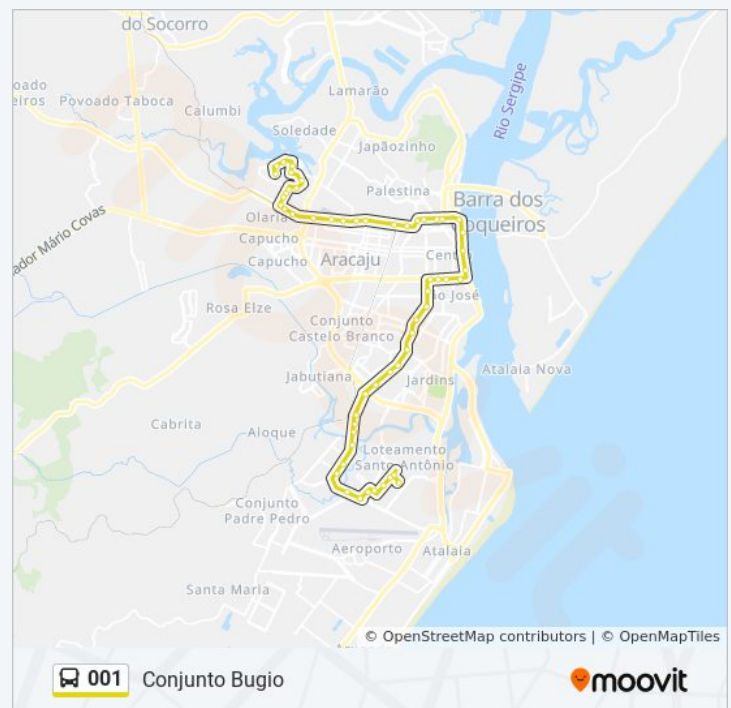 do Socorro
Lamarão
oado
eiros
Povoado Taboca
Calumbi
Rio Sergipe
Soledade
Japãozinho
Palestina
Barra dos
oqueiros
Olaria
ador Mário Covas
Capucho
Cent
Capucho
Aracaju
o José
Rosa Elze
Conjunto
Castelo Branco
Atalaia Nova
Jabutiana
Jardins
Cabrita
Aloque
Loteamento
Santo Antônio
Conjunto
Padre Pedro
Aeroporto
Atalaia
Santa Maria
© OpenStreetMap contributors | © OpenMapTiles
001 Conjunto Bugio
moovit